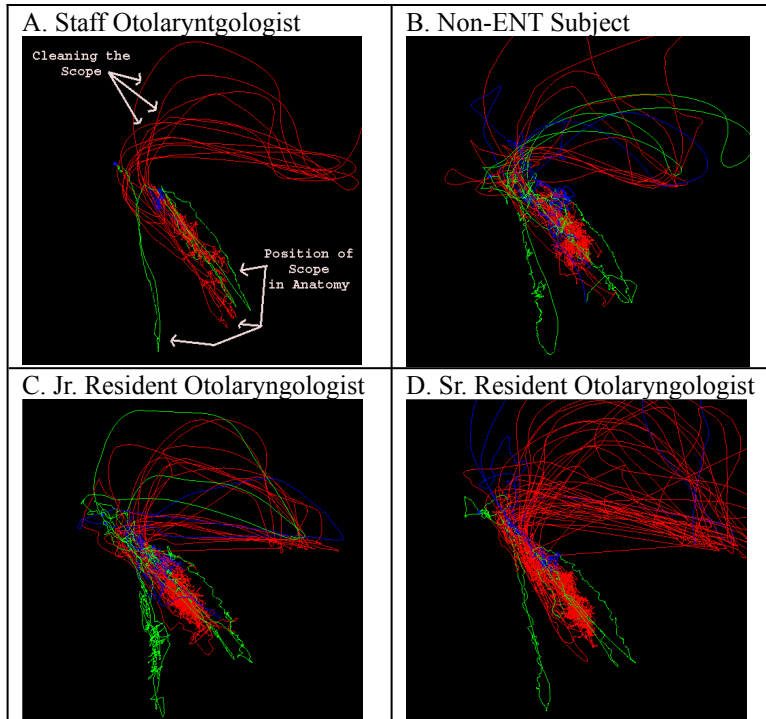 A. Staff Otolaryntgologist
Cleaning the
Scope
Position of
Scope
in Anatomy
B. Non-ENT Subject
C. Jr. Resident Otolaryngologist
D. Sr. Resident Otolaryngologist